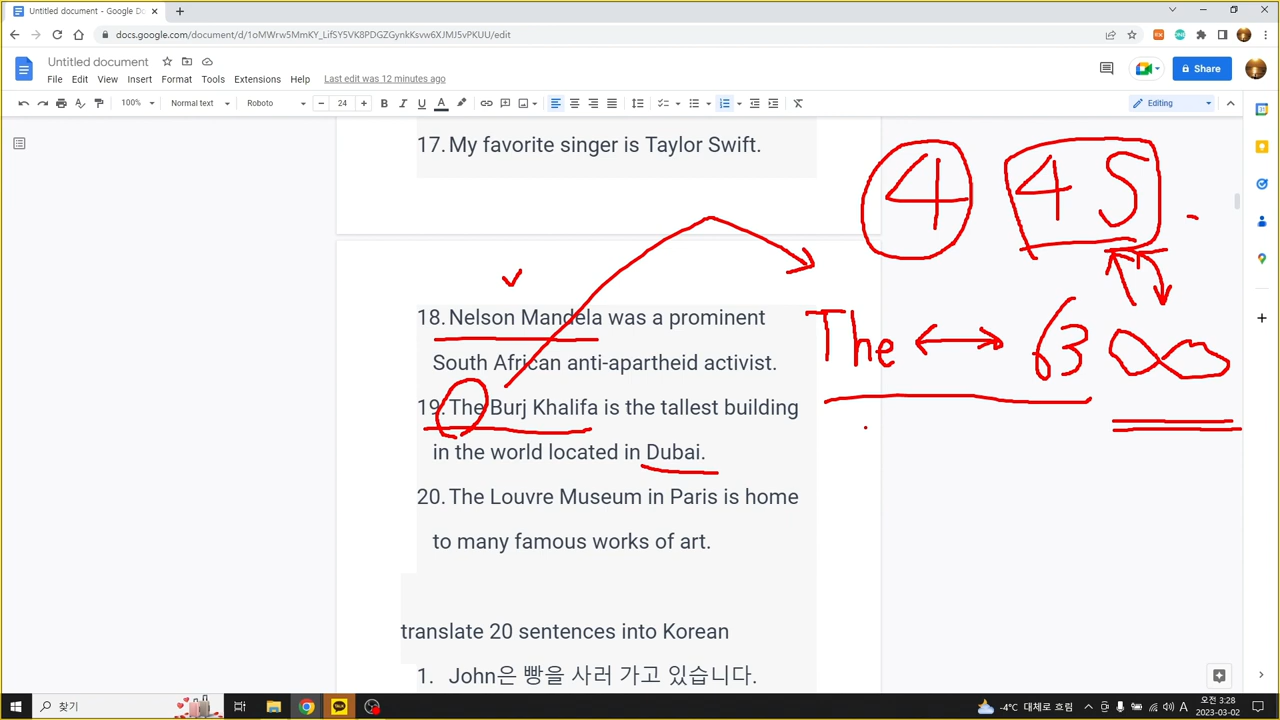 Untitled document - Google Do
docs.google.com/document/d/1oMWrw5MmKY_LifSY5VK8PDGZGynkKsvw6XJMJ5vPKUU/edit
Untitled document
File Edit View Insert Format Tools Extensions Help Last edit was 12 minutes ago
Share
100% Normal text Roboto 24 Editing
17. My favorite singer is Taylor Swift.
4 4 5
18. Nelson Mandela was a prominent
South African anti-apartheid activist.
The 63
19. The Burj Khalifa is the tallest building
in the world located in Dubai.
20. The Louvre Museum in Paris is home
to many famous works of art.
translate 20 sentences into Korean
1. John은 빵을 사러 가고 있습니다.
찾기
-4°C 대체로 흐림
A
오전 3:28
2023-03-02